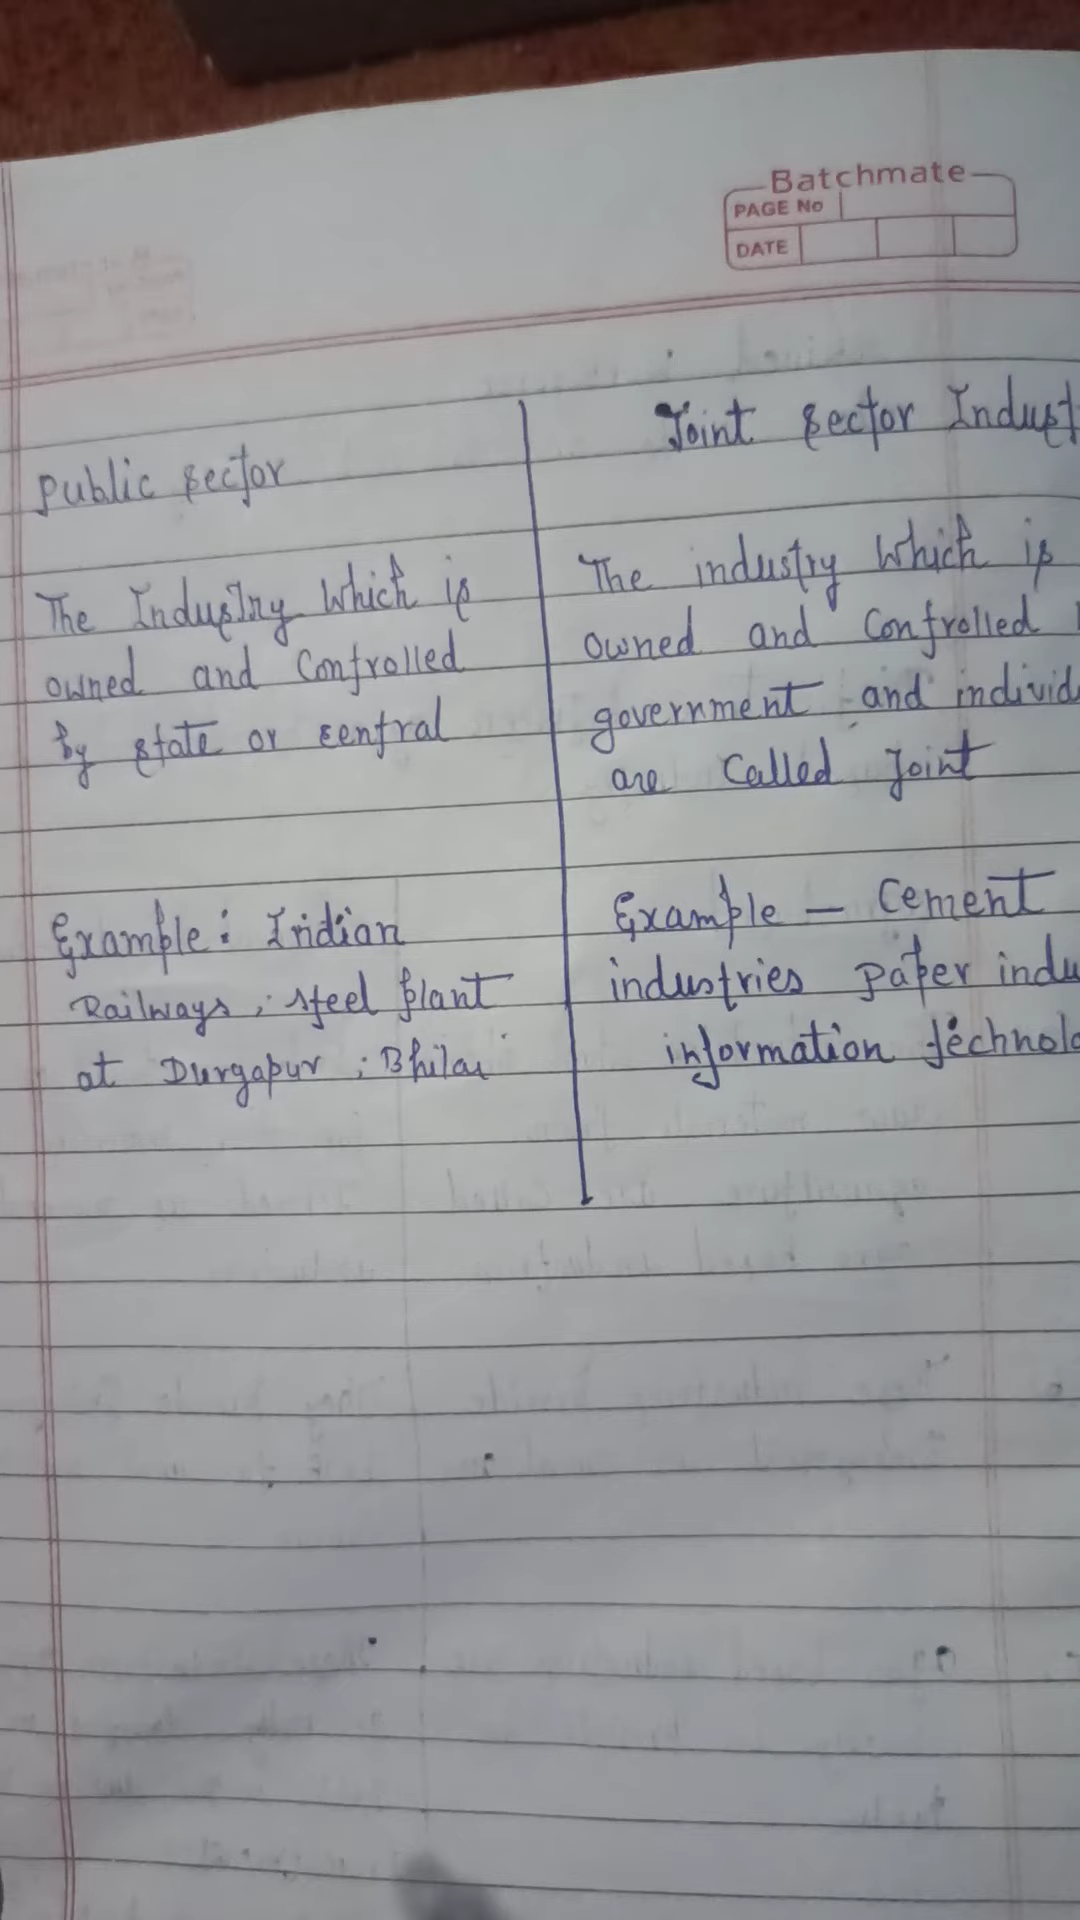 Batchmate
PAGE No
DATE
Public sector
The Industry which is
owned and Controlled
by state or central
Example: Indian
Railways, steel plant
at Durgapur, Bhilai
Joint sector Indust
The industry which is
owned and controlled
government and individ
are called Joint
Example – Cement
industries paper indu
information technolo